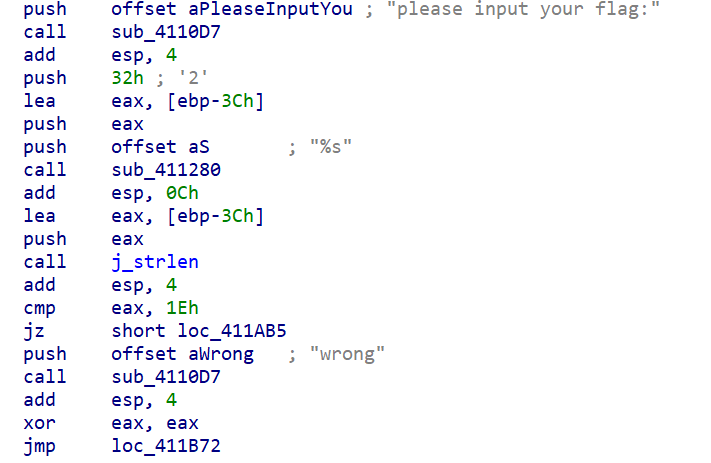 push    offset aPleaseInputYou ; "please input your flag:"
call    sub_4110D7
add     esp, 4
push    32h ; '2'
lea     eax, [ebp-3Ch]
push    eax
push    offset aS       ; "%s"
call    sub_411280
add     esp, 0Ch
lea     eax, [ebp-3Ch]
push    eax
call    j_strlen
add     esp, 4
cmp     eax, 1Eh
jz      short loc_411AB5
push    offset aWrong   ; "wrong"
call    sub_4110D7
add     esp, 4
xor     eax, eax
jmp     loc_411B72